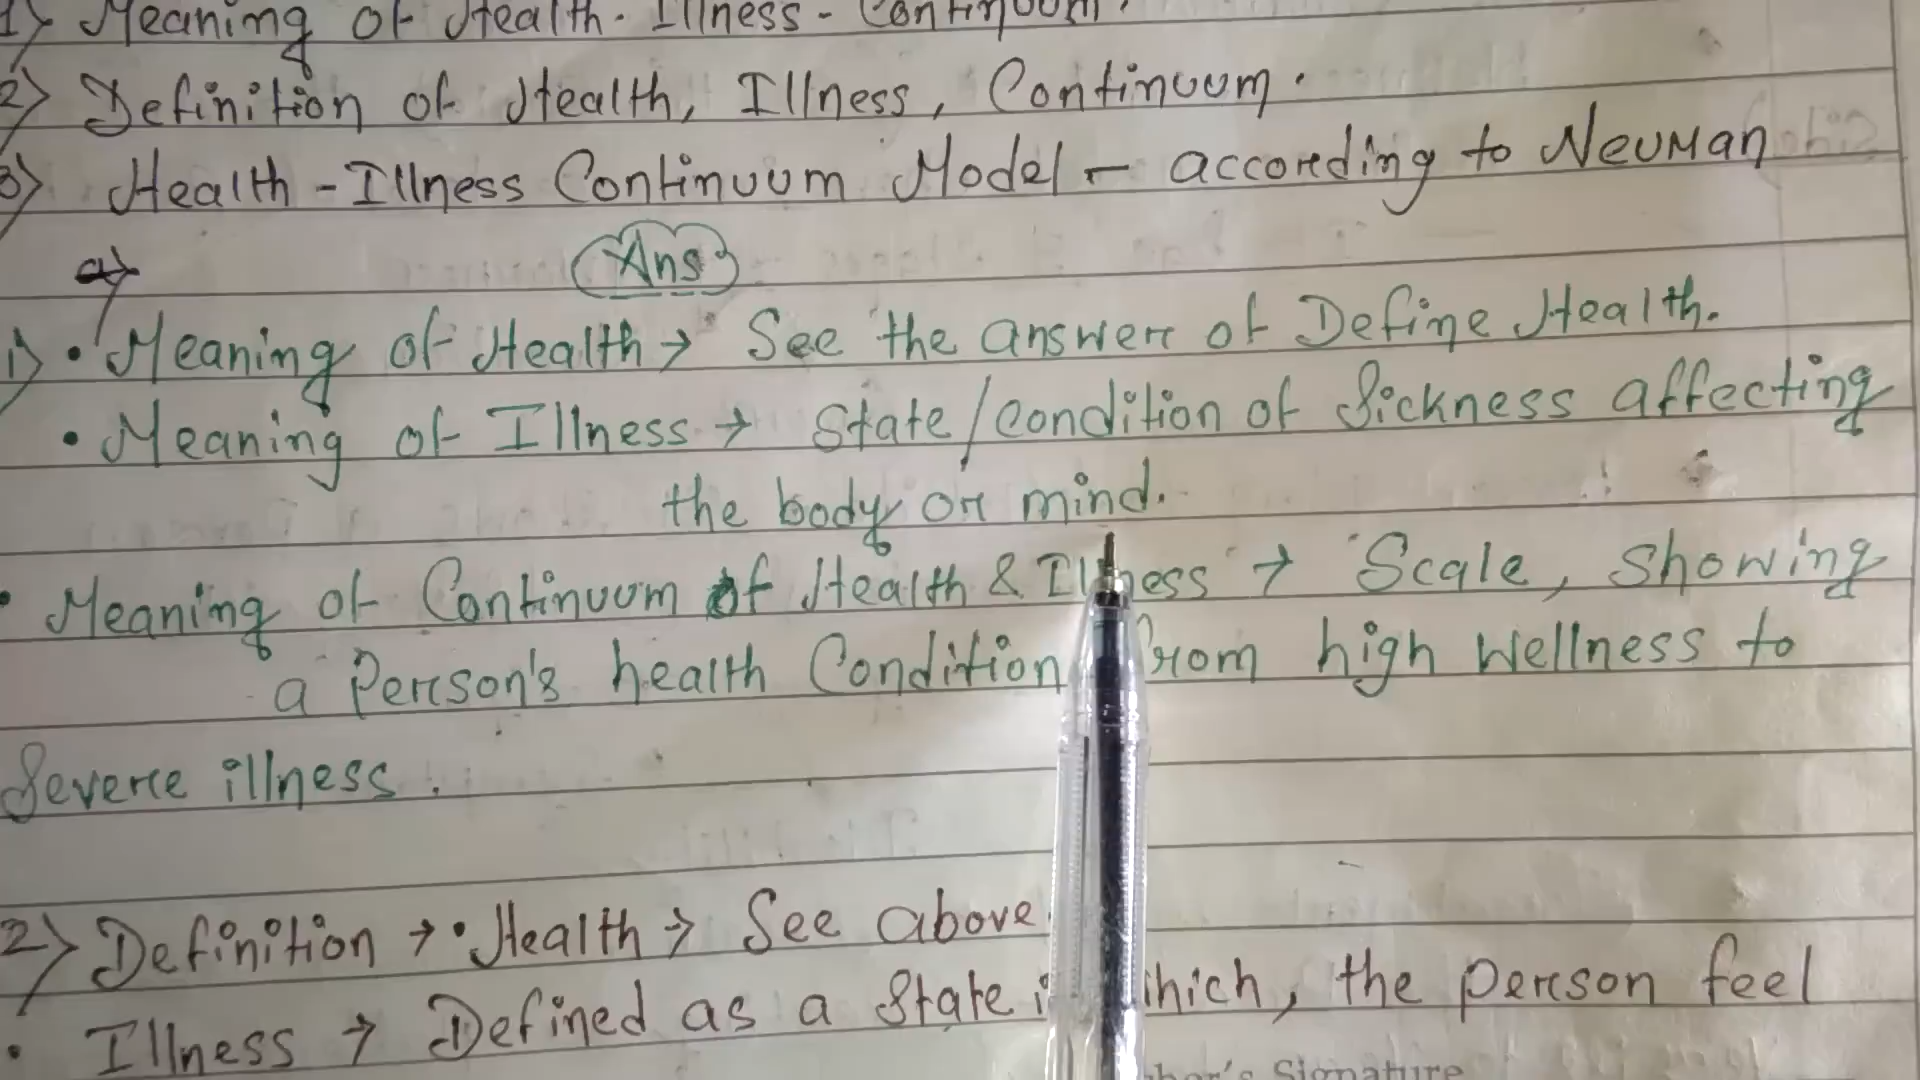 1) Meaning of Health - Illness - Continuum.
2) Definition of Health, Illness, Continuum.
3) Health - Illness Continuum Model - according to Neuman
a)
Ans
1) • Meaning of Health → See the answer of Define Health.
• Meaning of Illness → State/condition of Sickness affecting
the body or mind.
• Meaning of Continuum of Health & Illness → Scale, Showing
a Person's health Condition from high wellness to
Severe illness.
2) Definition → • Health → See above
• Illness → Defined as a State which, the person feel
Signature